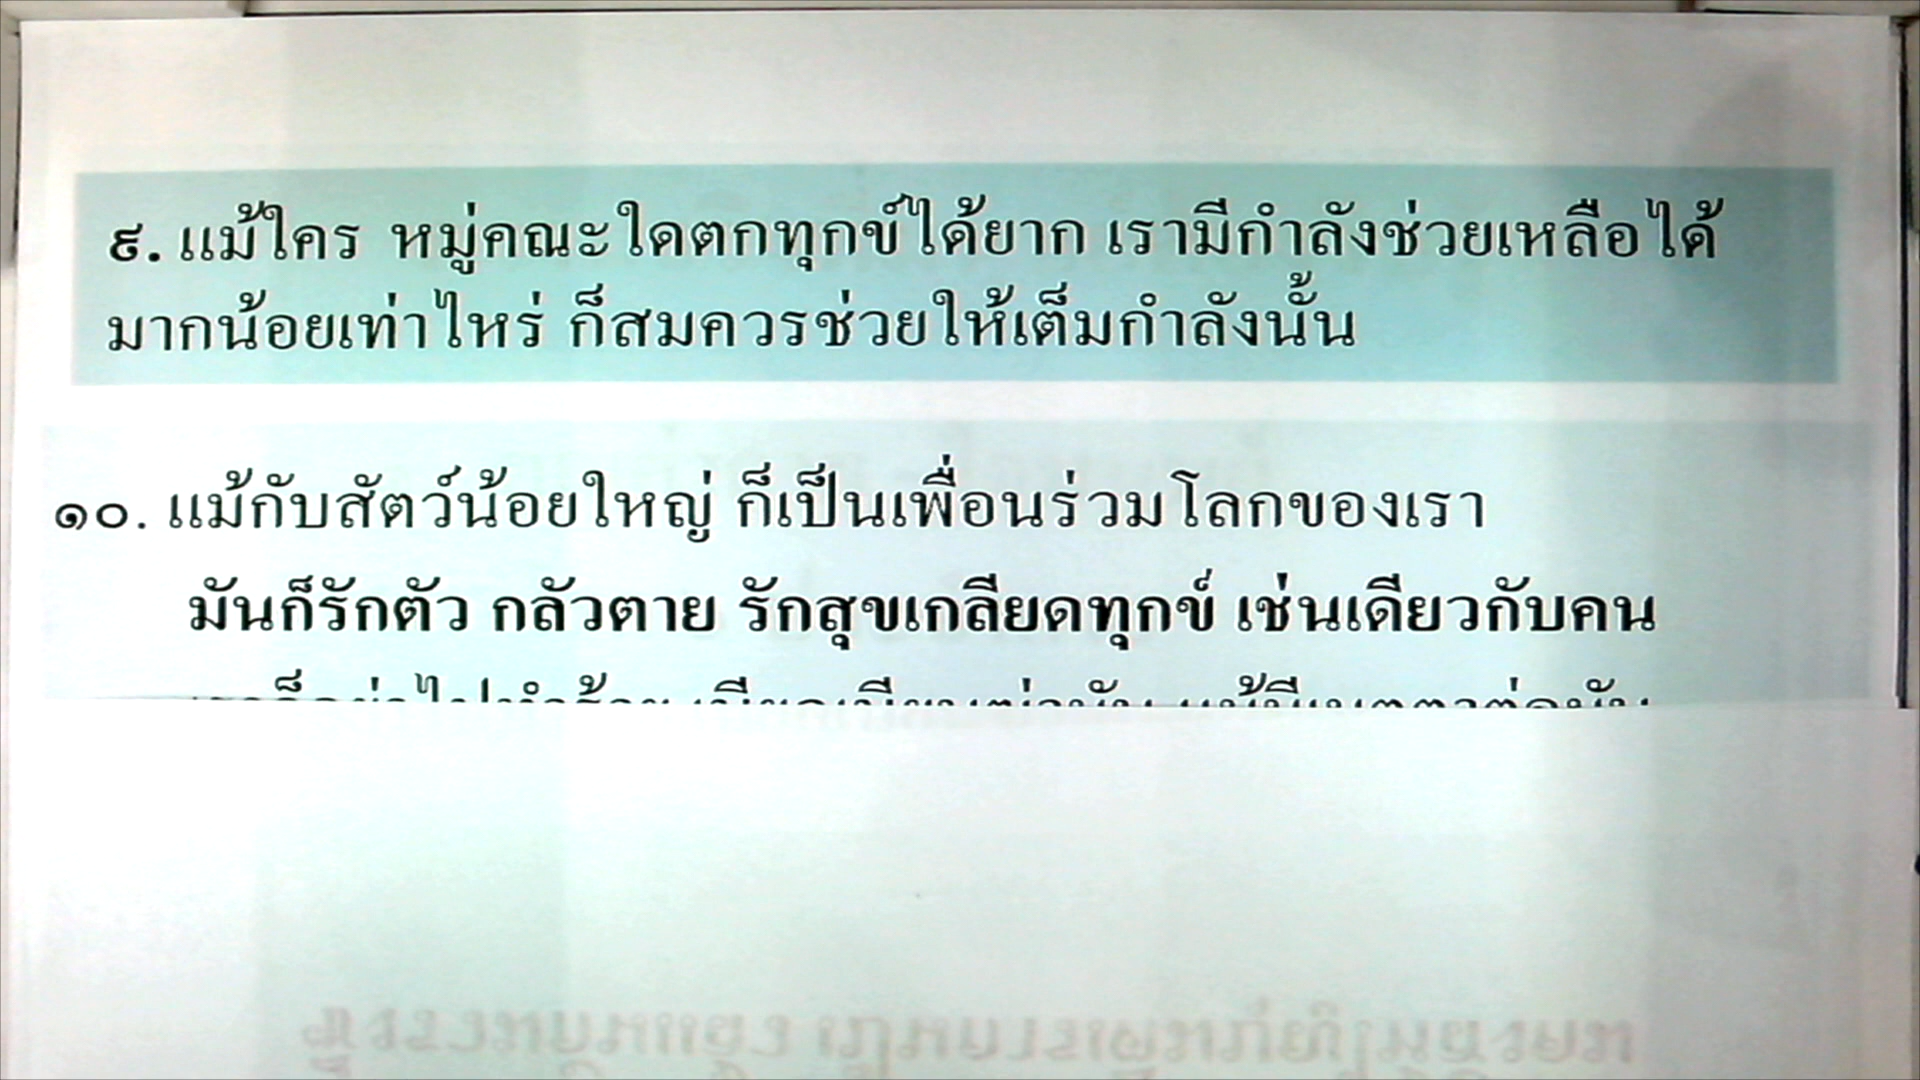 ๙. แม้ใคร หมู่คณะใดตกทุกข์ได้ยาก เรามีกำลังช่วยเหลือได้
มากน้อยเท่าไหร่ ก็สมควรช่วยให้เต็มกำลังนั้น
๑๐. แม้กับสัตว์น้อยใหญ่ ก็เป็นเพื่อนร่วมโลกของเรา
มันก็รักตัว กลัวตาย รักสุขเกลียดทุกข์ เช่นเดียวกับคน